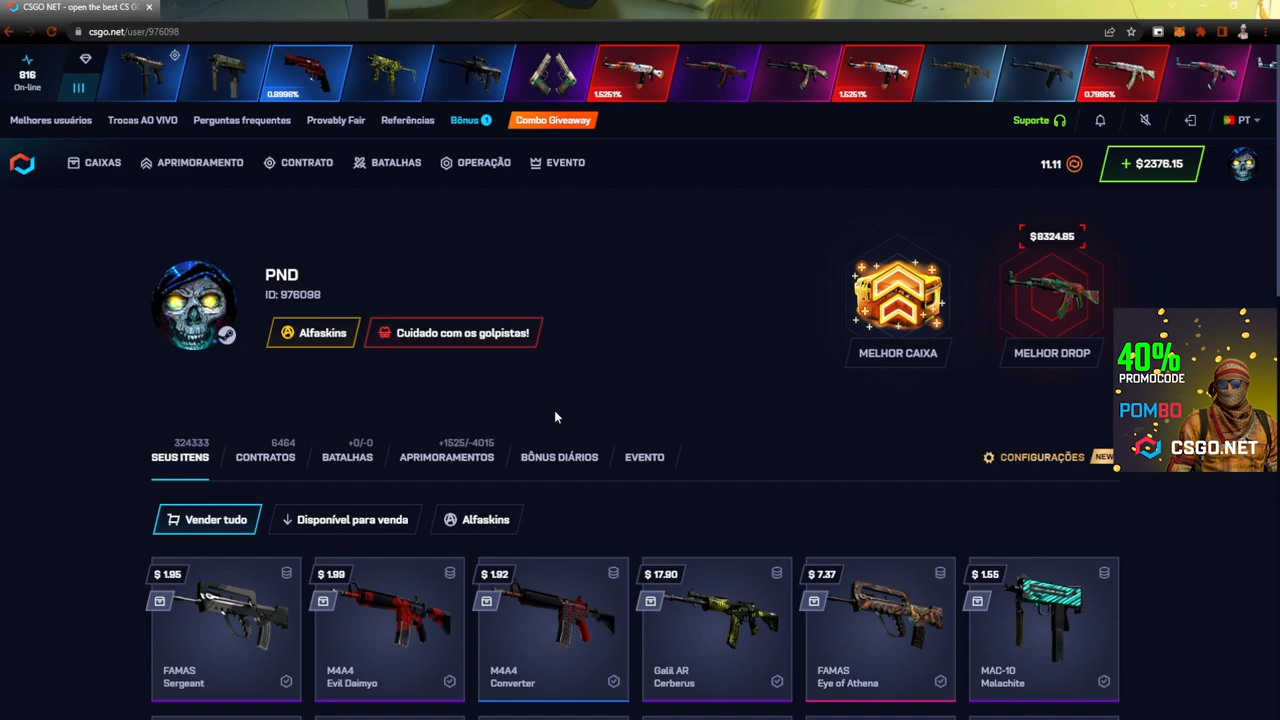 CSGO NET - open the best CS G
csgo.net/user/976098
816
On-line
0.8996%
1.5251%
1.5251%
0.7985%
Melhores usuários
Trocas AO VIVO
Perguntas frequentes
Provably Fair
Referências
Bônus 1
Combo Giveaway
Suporte
PT
CAIXAS
APRIMORAMENTO
CONTRATO
BATALHAS
OPERAÇÃO
EVENTO
11.11
+ $2376.15
PND
ID: 976098
Alfaskins
Cuidado com os golpistas!
MELHOR CAIXA
$8324.85
MELHOR DROP
40%
PROMOCODE
POMBO
CSGO.NET
324333
SEUS ITENS
6464
CONTRATOS
+0/-0
BATALHAS
+1525/-4015
APRIMORAMENTOS
BÔNUS DIÁRIOS
EVENTO
CONFIGURAÇÕES
NEW
Vender tudo
Disponível para venda
Alfaskins
$ 1.95
FAMAS
Sergeant
$ 1.99
M4A4
Evil Daimyo
$ 1.92
M4A4
Converter
$ 17.90
Galil AR
Cerberus
$ 7.37
FAMAS
Eye of Athena
$ 1.55
MAC-10
Malachite